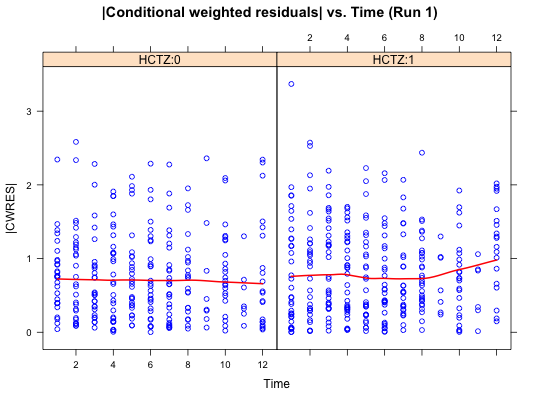 |Conditional weighted residuals| vs. Time (Run 1)
2 4 6 8 10 12
HCTZ:0 HCTZ:1
3
2
1
0
|CWRES|
2 4 6 8 10 12
Time